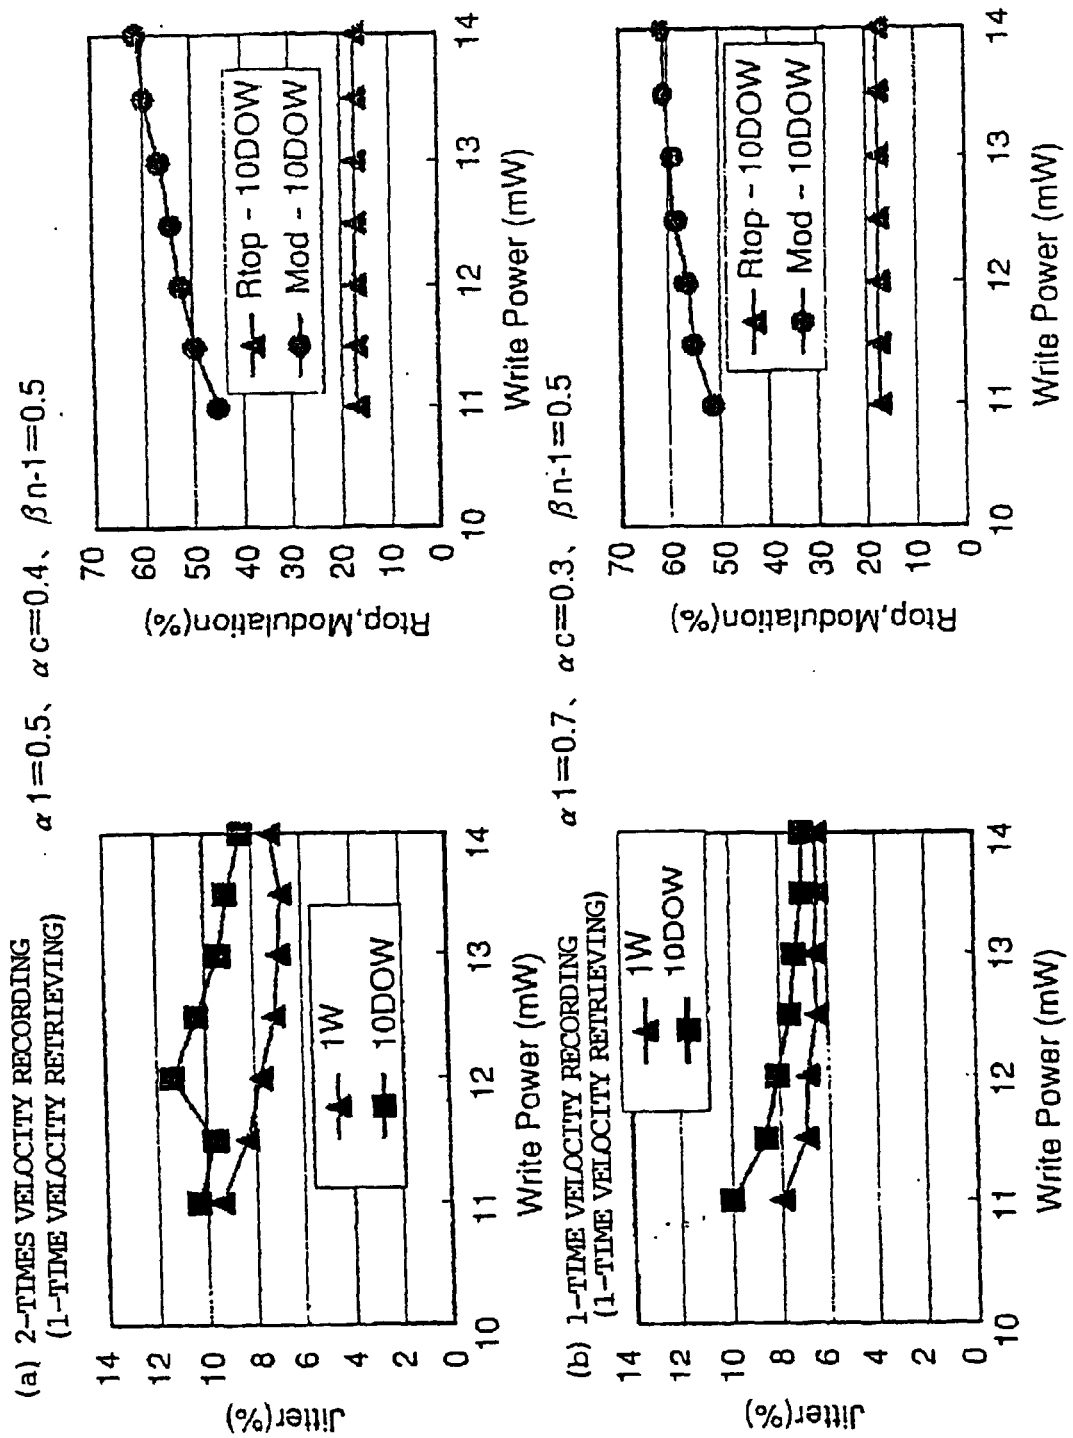 (a) 2-TIMES VELOCITY RECORDING
(1-TIME VELOCITY RETRIEVING)
α1=0.5、 αc=0.4、 βn-1=0.5
Jitter(%)
14
12
10
8
6
4
2
0
10
11
12
13
14
Write Power (mW)
1W
10DOW
Rtop,Modulation(%)
70
60
50
40
30
20
10
0
10
11
12
13
14
Write Power (mW)
Rtop - 10DOW
Mod - 10DOW
(b) 1-TIME VELOCITY RECORDING
(1-TIME VELOCITY RETRIEVING)
α1=0.7、 αc=0.3、 βn-1=0.5
Jitter(%)
14
12
10
8
6
4
2
0
10
11
12
13
14
Write Power (mW)
1W
10DOW
Rtop,Modulation(%)
70
60
50
40
30
20
10
0
10
11
12
13
14
Write Power (mW)
Rtop - 10DOW
Mod - 10DOW